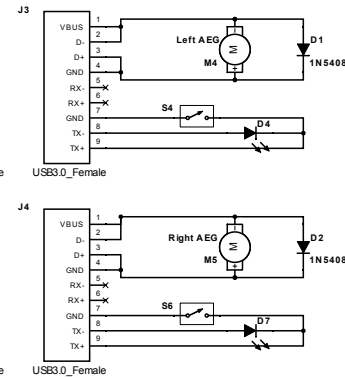 J3
1
VBUS
2
D-
Left AEG
D1
3
D+
M
4
GND
M4
1N5408
5
RX-
6
RX+
7
GND
S4
8
TX-
D4
9
TX+
e
USB3.0_Female
J4
1
VBUS
2
D-
Right AEG
D2
3
D+
M
4
GND
M5
1N5408
5
RX-
6
RX+
7
GND
S6
8
TX-
D7
9
TX+
e
USB3.0_Female